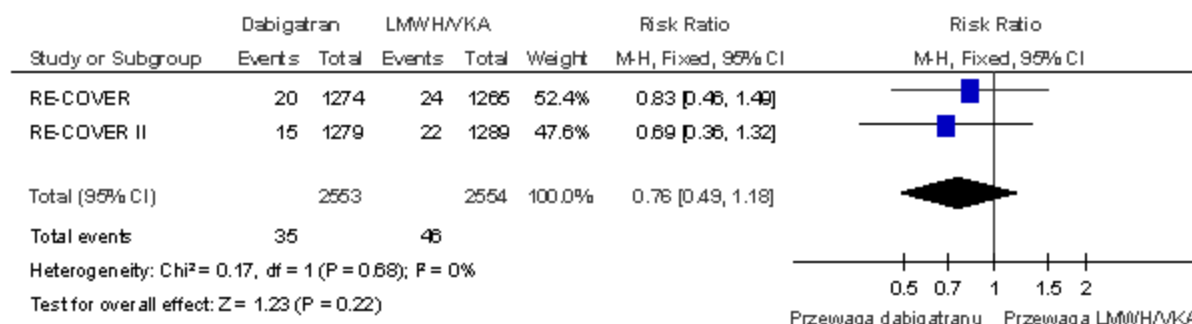 Dabigatran LMWH/VKA Risk Ratio Risk Ratio
Study or Subgroup Events Total Events Total Weight M-H, Fixed, 95% CI M-H, Fixed, 95% CI
RE-COVER 20 1274 24 1265 52.4% 0.83 [0.46, 1.49]
RE-COVER II 15 1279 22 1289 47.6% 0.69 [0.36, 1.32]
Total (95% CI) 2553 2554 100.0% 0.76 [0.49, 1.18]
Total events 35 46
Heterogeneity: Chi² = 0.17, df = 1 (P = 0.68); I² = 0%
Test for overall effect: Z = 1.23 (P = 0.22)
0.5 0.7 1 1.5 2
Przewaga dabigatranu Przewaga LMWH/VKA